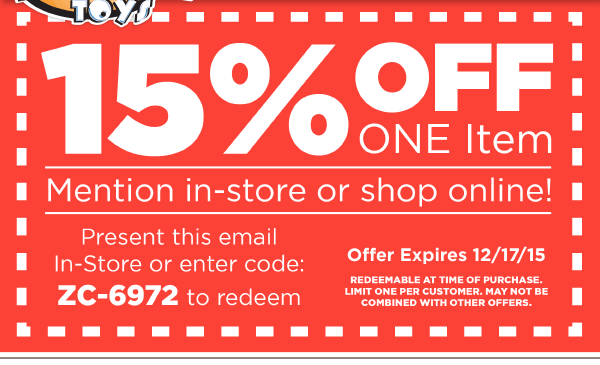 TOYS
15% OFF
ONE Item
Mention in-store or shop online!
Present this email
In-Store or enter code:
ZC-6972 to redeem
Offer Expires 12/17/15
REDEEMABLE AT TIME OF PURCHASE.
LIMIT ONE PER CUSTOMER. MAY NOT BE
COMBINED WITH OTHER OFFERS.